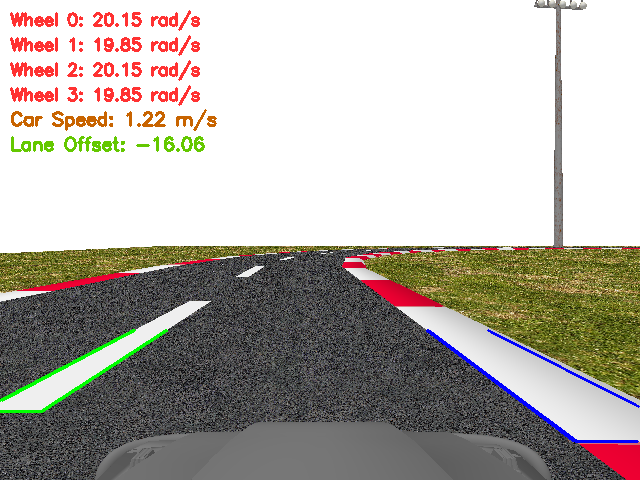 Wheel 0: 20.15 rad/s
Wheel 1: 19.85 rad/s
Wheel 2: 20.15 rad/s
Wheel 3: 19.85 rad/s
Car Speed: 1.22 m/s
Lane Offset: -16.06